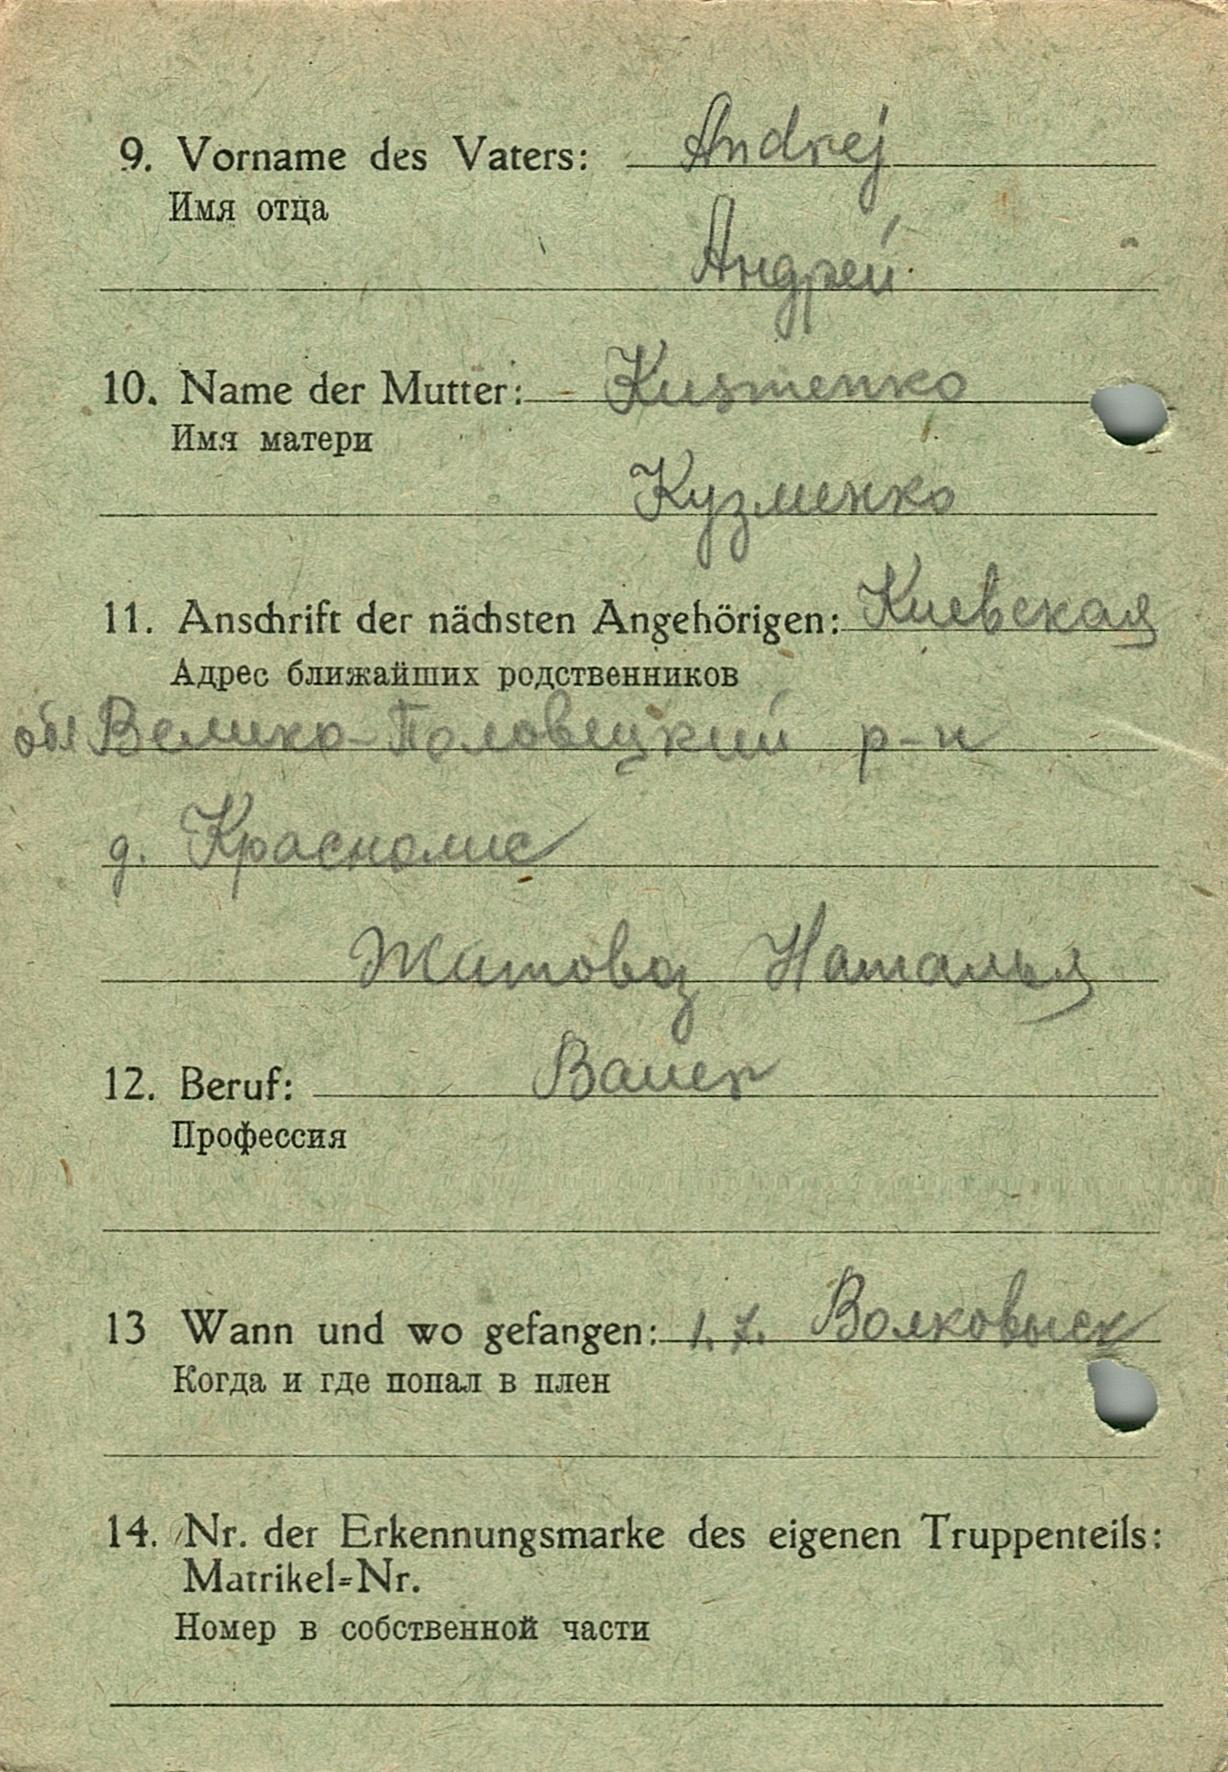 9. Vorname des Vaters: Andrej
Имя отца
Андрей
10. Name der Mutter: Kusmenko
Имя матери
Кузменко
11. Anschrift der nächsten Angehörigen: Киевская
Адрес ближайших родственников
обл Велико-Половецкий р-н
д. Краснолис
Житова Наталья
12. Beruf: Bauer
Профессия
13 Wann und wo gefangen: 1.7. Волковыск
Когда и где попал в плен
14. Nr. der Erkennungsmarke des eigenen Truppenteils:
Matrikel=Nr.
Номер в собственной части